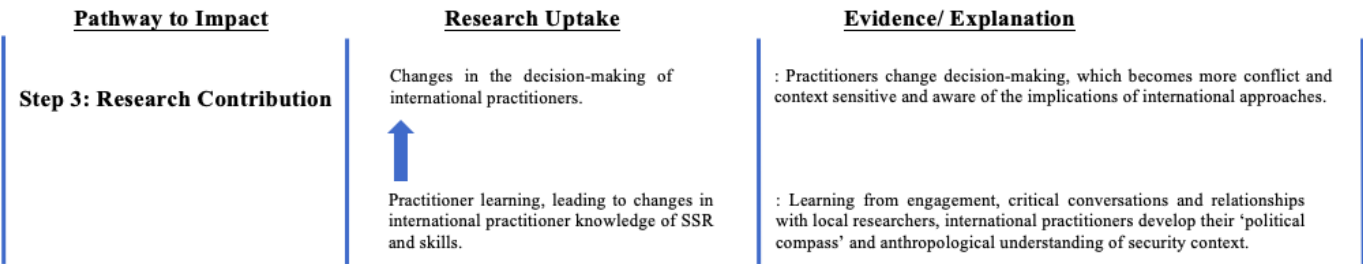 Pathway to Impact
Research Uptake
Evidence/ Explanation
Step 3: Research Contribution
Changes in the decision-making of
international practitioners.
: Practitioners change decision-making, which becomes more conflict and
context sensitive and aware of the implications of international approaches.
Practitioner learning, leading to changes in
international practitioner knowledge of SSR
and skills.
: Learning from engagement, critical conversations and relationships
with local researchers, international practitioners develop their ‘political
compass’ and anthropological understanding of security context.